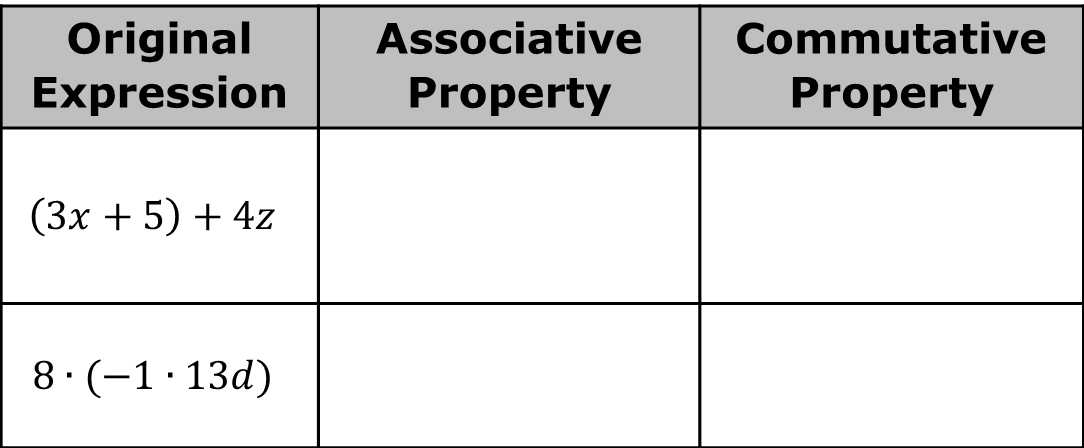 Original Expression
Associative Property
Commutative Property
(3x + 5) + 4z
8 · (−1 · 13d)